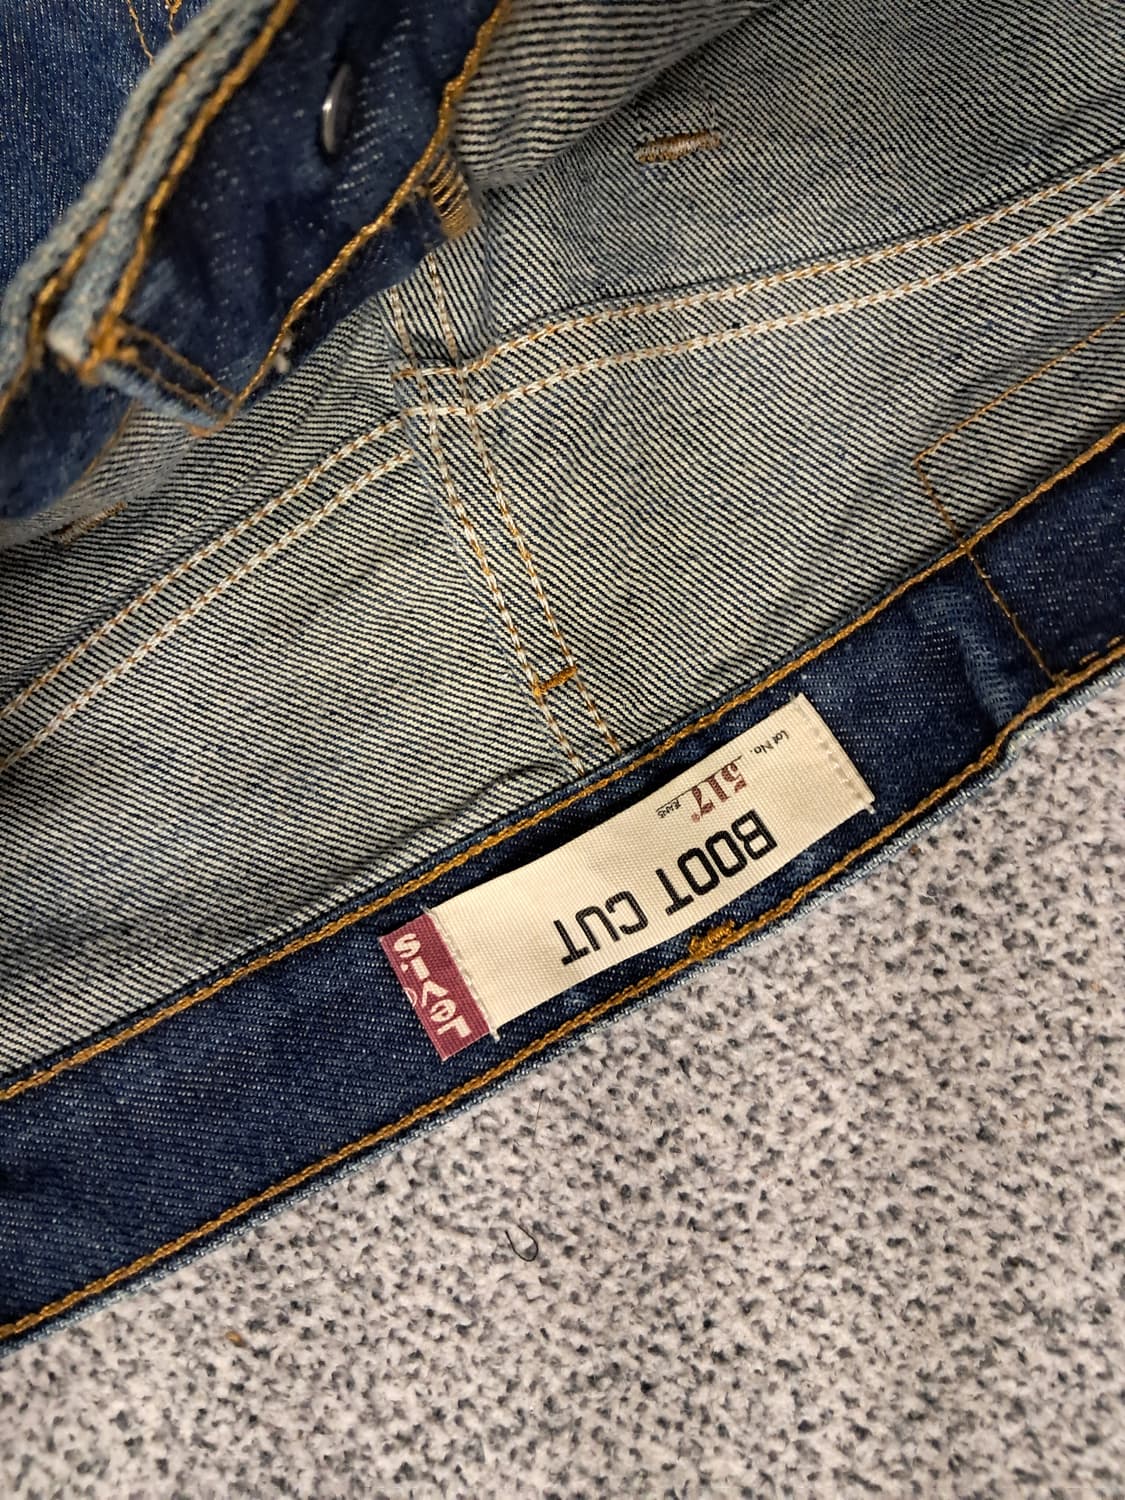 Lot No.
517® JEANS
BOOT CUT
Levi's